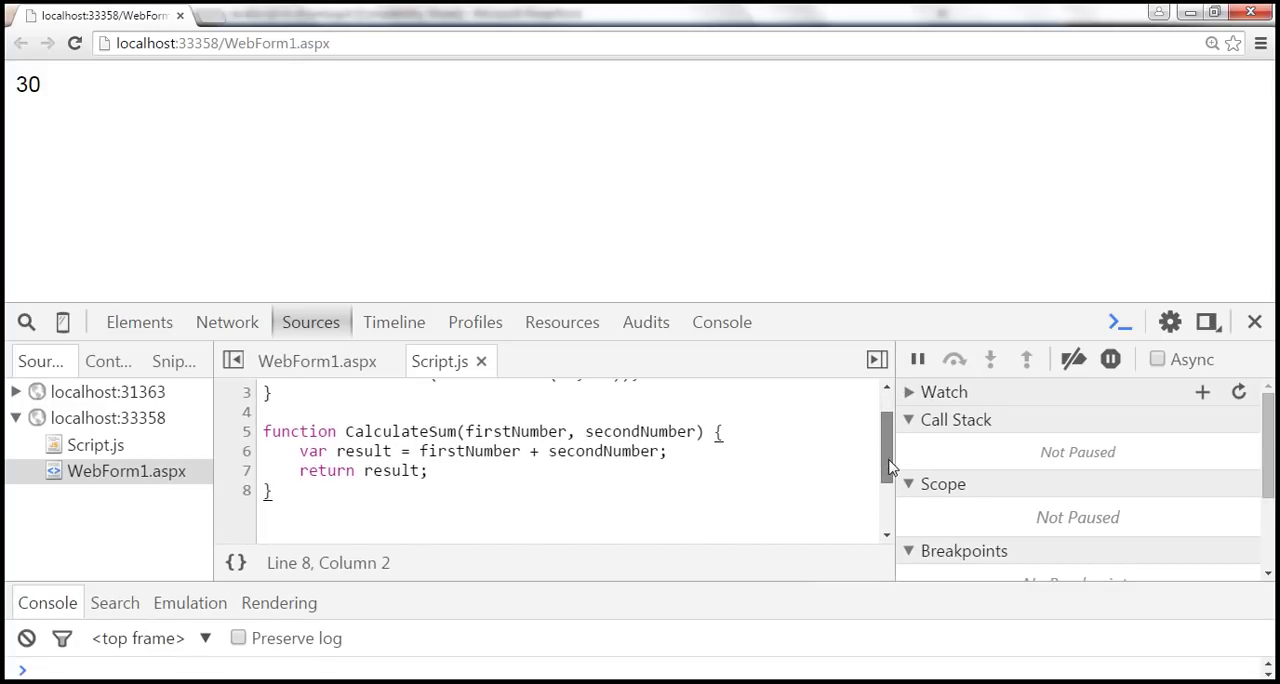 localhost:33358/WebForm
localhost:33358/WebForm1.aspx
30
Elements Network Sources Timeline Profiles Resources Audits Console
Sour... Cont... Snip... WebForm1.aspx Script.js Async
localhost:31363
localhost:33358
Script.js
WebForm1.aspx
3 }
4
5 function CalculateSum(firstNumber, secondNumber) {
6 var result = firstNumber + secondNumber;
7 return result;
8 }
{} Line 8, Column 2
Watch
Call Stack
Not Paused
Scope
Not Paused
Breakpoints
Console Search Emulation Rendering
<top frame> Preserve log